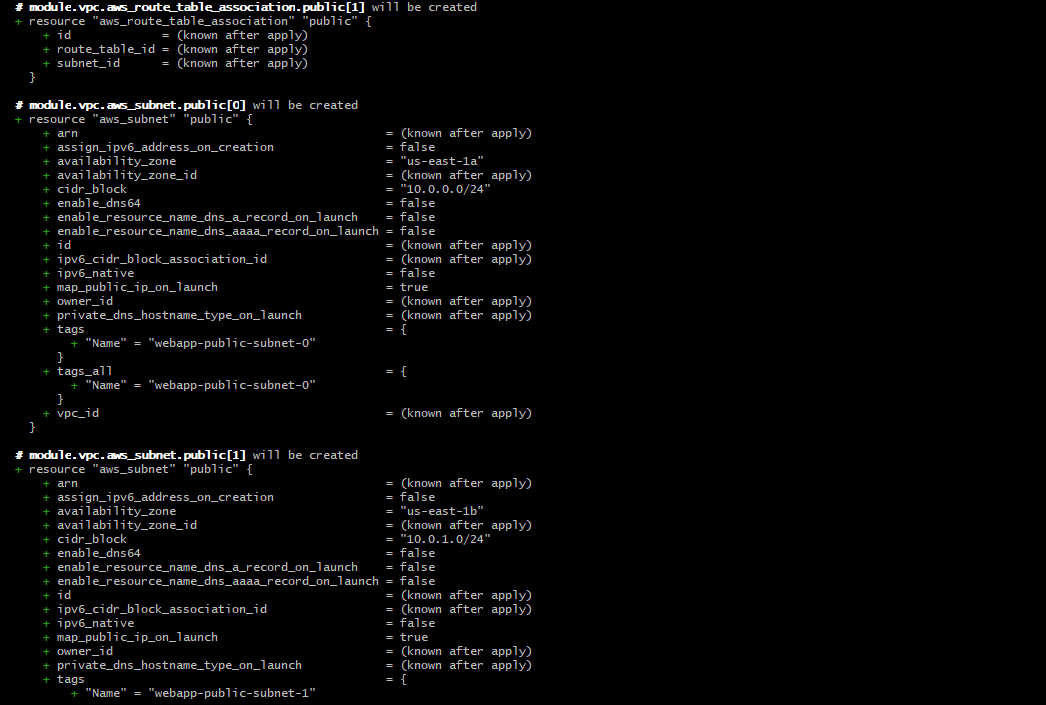 # module.vpc.aws_route_table_association.public[1] will be created
+ resource "aws_route_table_association" "public" {
+ id = (known after apply)
+ route_table_id = (known after apply)
+ subnet_id = (known after apply)
}
# module.vpc.aws_subnet.public[0] will be created
+ resource "aws_subnet" "public" {
+ arn = (known after apply)
+ assign_ipv6_address_on_creation = false
+ availability_zone = "us-east-1a"
+ availability_zone_id = (known after apply)
+ cidr_block = "10.0.0.0/24"
+ enable_dns64 = false
+ enable_resource_name_dns_a_record_on_launch = false
+ enable_resource_name_dns_aaaa_record_on_launch = false
+ id = (known after apply)
+ ipv6_cidr_block_association_id = (known after apply)
+ ipv6_native = false
+ map_public_ip_on_launch = true
+ owner_id = (known after apply)
+ private_dns_hostname_type_on_launch = (known after apply)
+ tags = {
+ "Name" = "webapp-public-subnet-0"
}
+ tags_all = {
+ "Name" = "webapp-public-subnet-0"
}
+ vpc_id = (known after apply)
}
# module.vpc.aws_subnet.public[1] will be created
+ resource "aws_subnet" "public" {
+ arn = (known after apply)
+ assign_ipv6_address_on_creation = false
+ availability_zone = "us-east-1b"
+ availability_zone_id = (known after apply)
+ cidr_block = "10.0.1.0/24"
+ enable_dns64 = false
+ enable_resource_name_dns_a_record_on_launch = false
+ enable_resource_name_dns_aaaa_record_on_launch = false
+ id = (known after apply)
+ ipv6_cidr_block_association_id = (known after apply)
+ ipv6_native = false
+ map_public_ip_on_launch = true
+ owner_id = (known after apply)
+ private_dns_hostname_type_on_launch = (known after apply)
+ tags = {
+ "Name" = "webapp-public-subnet-1"